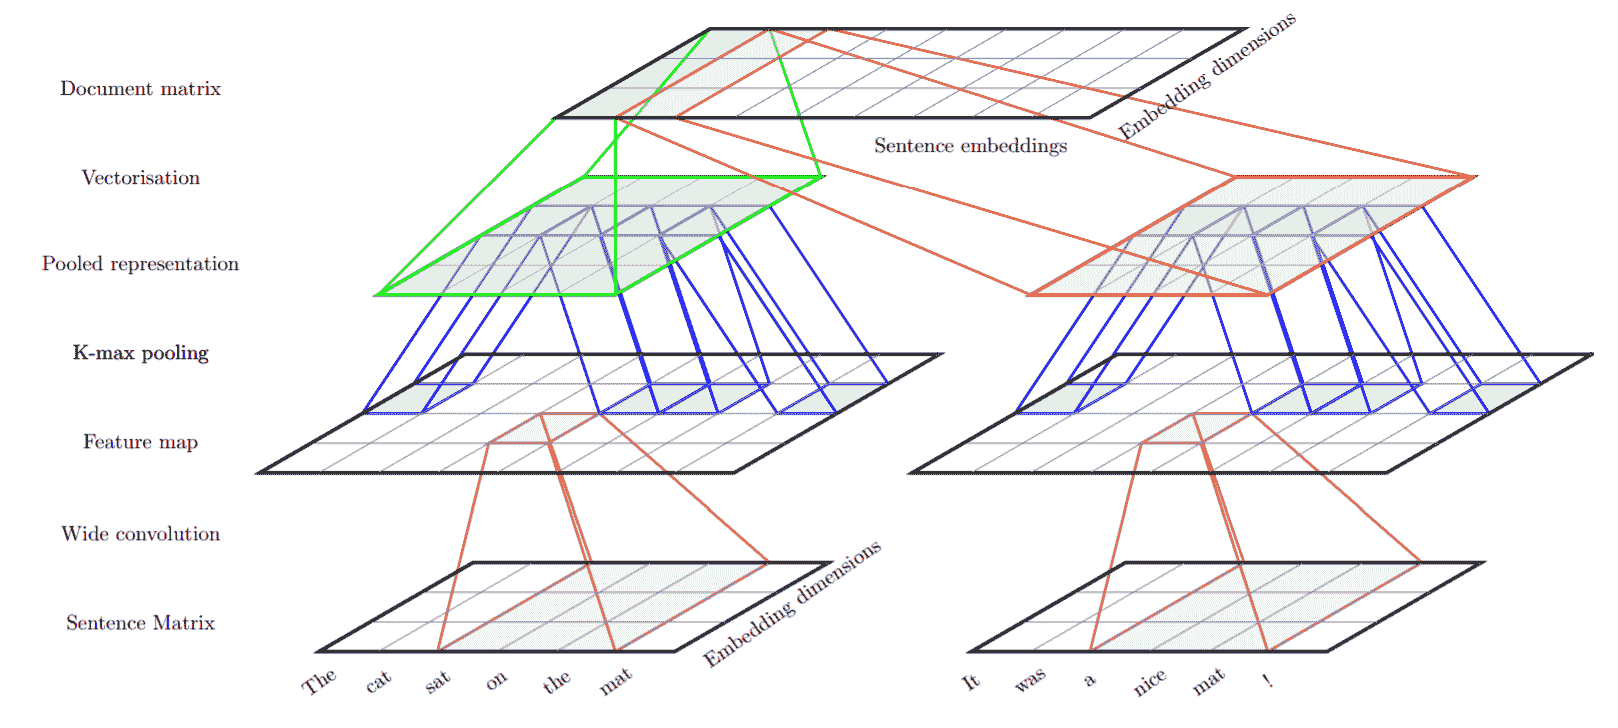 Document matrix
Embedding dimensions
Sentence embeddings
Vectorisation
Pooled representation
K-max pooling
Feature map
Wide convolution
Sentence Matrix
Embedding dimensions
The cat sat on the mat
It was a nice mat !